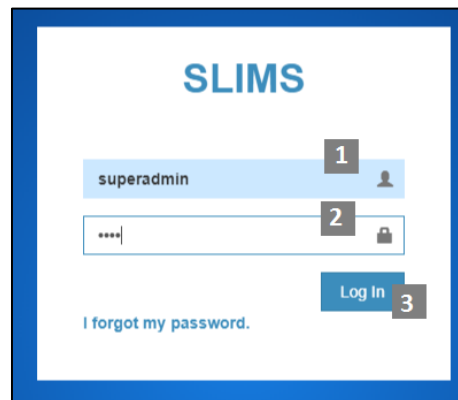 SLIMS
1
superadmin
2
••••
Log In
3
I forgot my password.